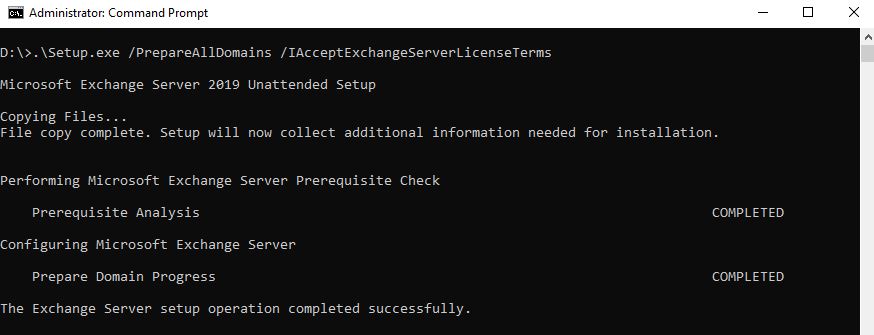 Administrator: Command Prompt
D:\>.\Setup.exe /PrepareAllDomains /IAcceptExchangeServerLicenseTerms
Microsoft Exchange Server 2019 Unattended Setup
Copying Files...
File copy complete. Setup will now collect additional information needed for installation.
Performing Microsoft Exchange Server Prerequisite Check
Prerequisite Analysis COMPLETED
Configuring Microsoft Exchange Server
Prepare Domain Progress COMPLETED
The Exchange Server setup operation completed successfully.